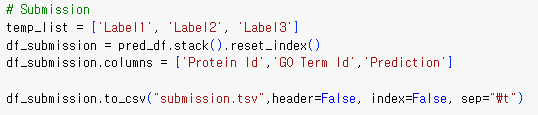 # Submission
temp_list = ['Label1', 'Label2', 'Label3']
df_submission = pred_df.stack().reset_index()
df_submission.columns = ['Protein Id','GO Term Id','Prediction']
df_submission.to_csv("submission.tsv",header=False, index=False, sep="₩t")